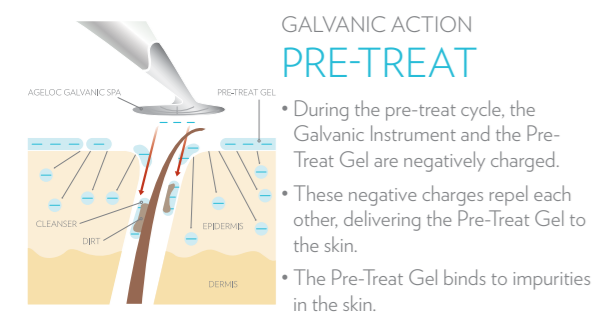 GALVANIC ACTION
PRE-TREAT
AGELOC GALVANIC SPA
PRE-TREAT GEL
CLEANSER
DIRT
EPIDERMIS
DERMIS
• During the pre-treat cycle, the
Galvanic Instrument and the Pre-
Treat Gel are negatively charged.
• These negative charges repel each
other, delivering the Pre-Treat Gel to
the skin.
• The Pre-Treat Gel binds to impurities
in the skin.